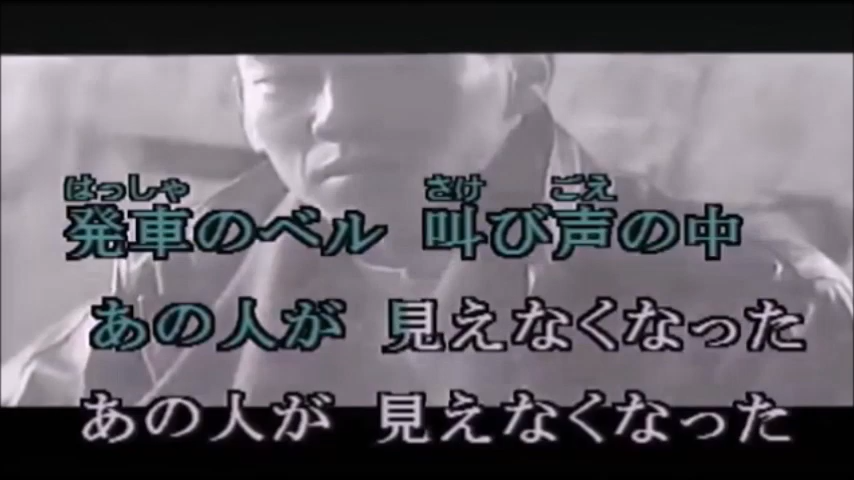 はっしゃ さけ ごえ
発車のベル 叫び声の中
あの人が 見えなくなった
あの人が 見えなくなった